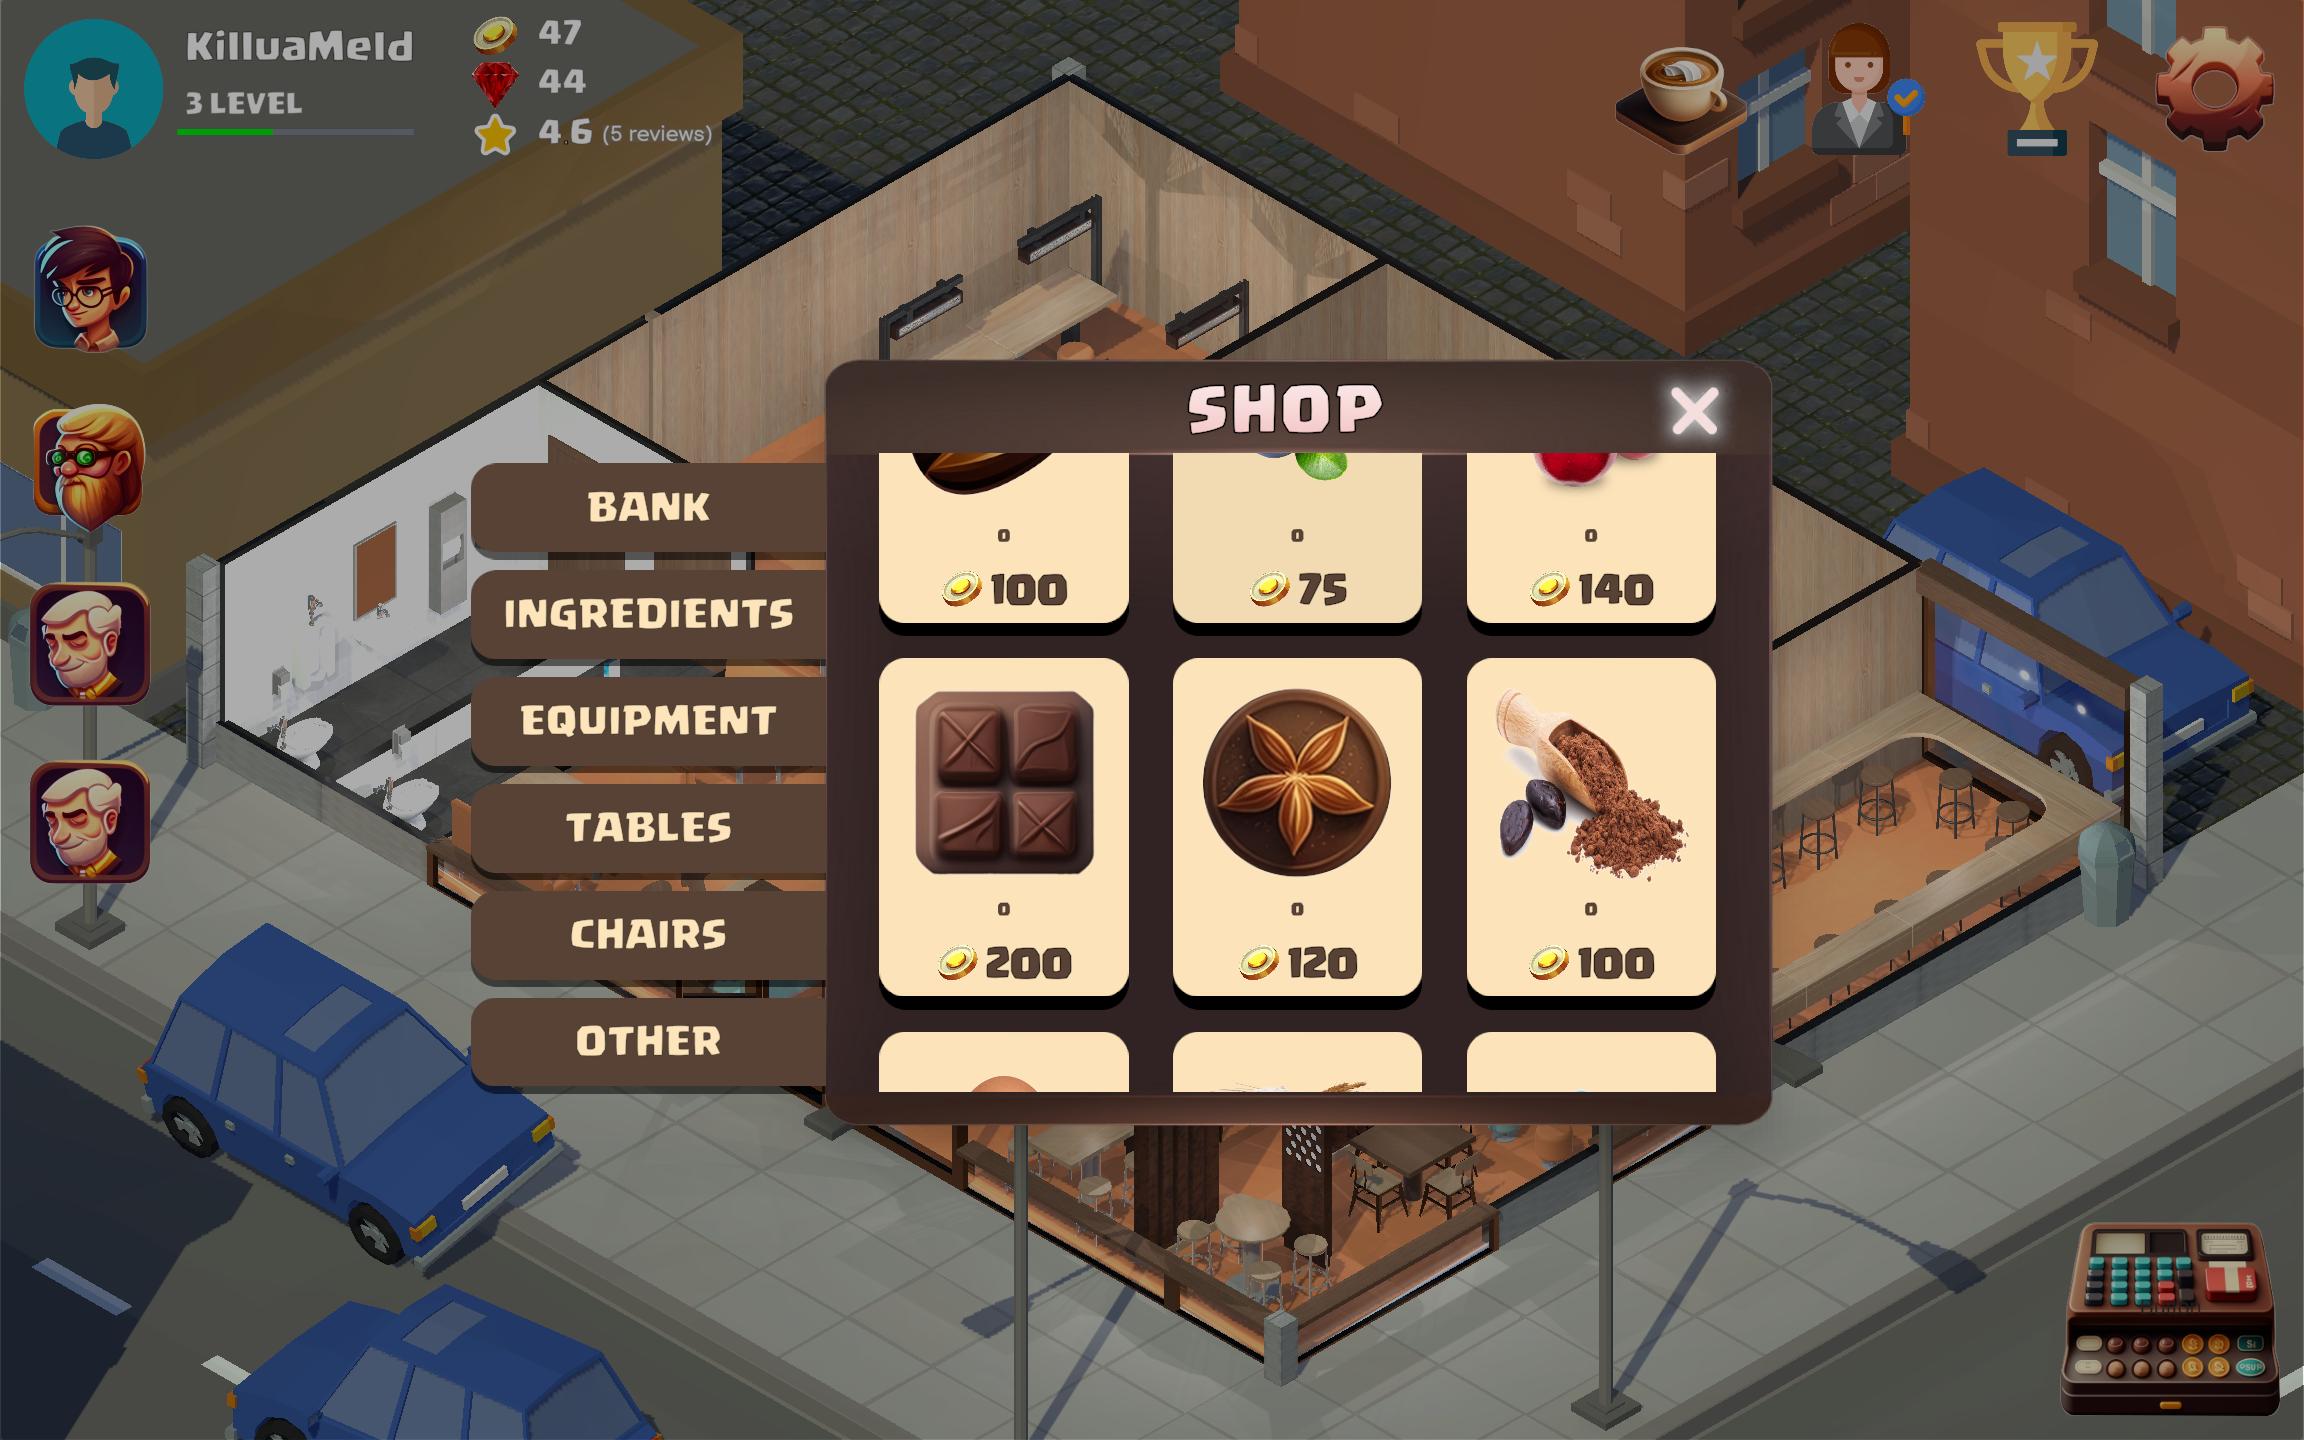 KilluaMeld
3 LEVEL
47
44
4.6 (5 reviews)
SHOP
BANK
INGREDIENTS
EQUIPMENT
TABLES
CHAIRS
OTHER
0 0 0
100 75 140
0 0 0
200 120 100